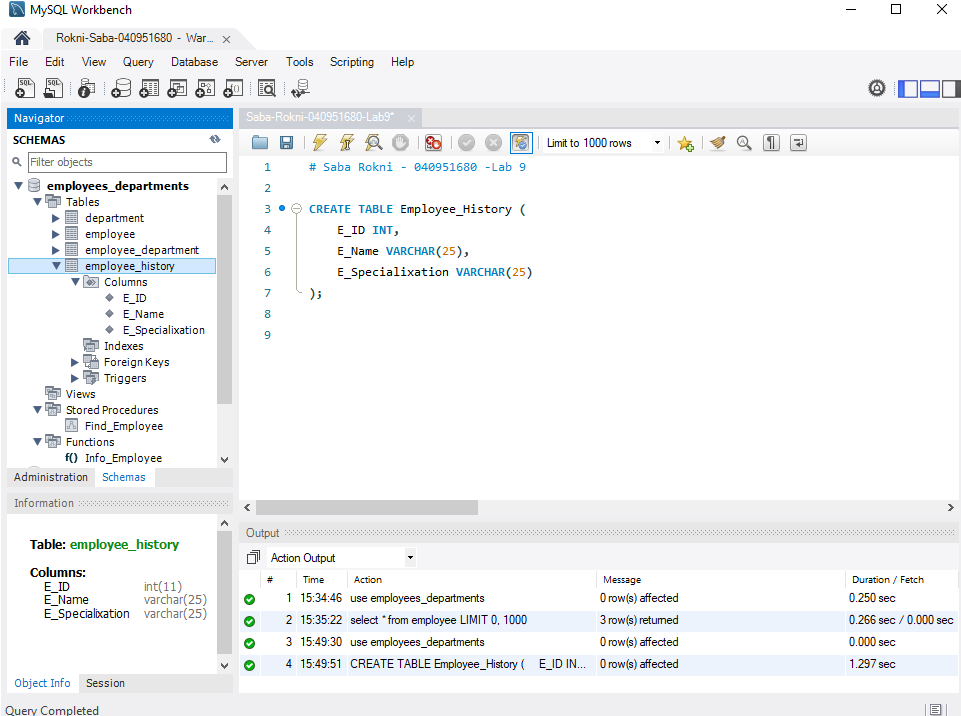 MySQL Workbench
Rokni-Saba-040951680 - War...
File Edit View Query Database Server Tools Scripting Help
Navigator
SCHEMAS
Filter objects
employees_departments
Tables
department
employee
employee_department
employee_history
Columns
E_ID
E_Name
E_Specialixation
Indexes
Foreign Keys
Triggers
Views
Stored Procedures
Find_Employee
Functions
f() Info_Employee
Administration Schemas
Information
Table: employee_history
Columns:
E_ID int(11)
E_Name varchar(25)
E_Specialixation varchar(25)
Object Info Session
Saba-Rokni-040951680-Lab9*
Limit to 1000 rows
1 # Saba Rokni - 040951680 -Lab 9
2
3 CREATE TABLE Employee_History (
4 E_ID INT,
5 E_Name VARCHAR(25),
6 E_Specialixation VARCHAR(25)
7 );
8
9
Output
Action Output
# Time Action Message Duration / Fetch
1 15:34:46 use employees_departments 0 row(s) affected 0.250 sec
2 15:35:22 select * from employee LIMIT 0, 1000 3 row(s) returned 0.266 sec / 0.000 sec
3 15:49:30 use employees_departments 0 row(s) affected 0.000 sec
4 15:49:51 CREATE TABLE Employee_History ( E_ID IN... 0 row(s) affected 1.297 sec
Query Completed